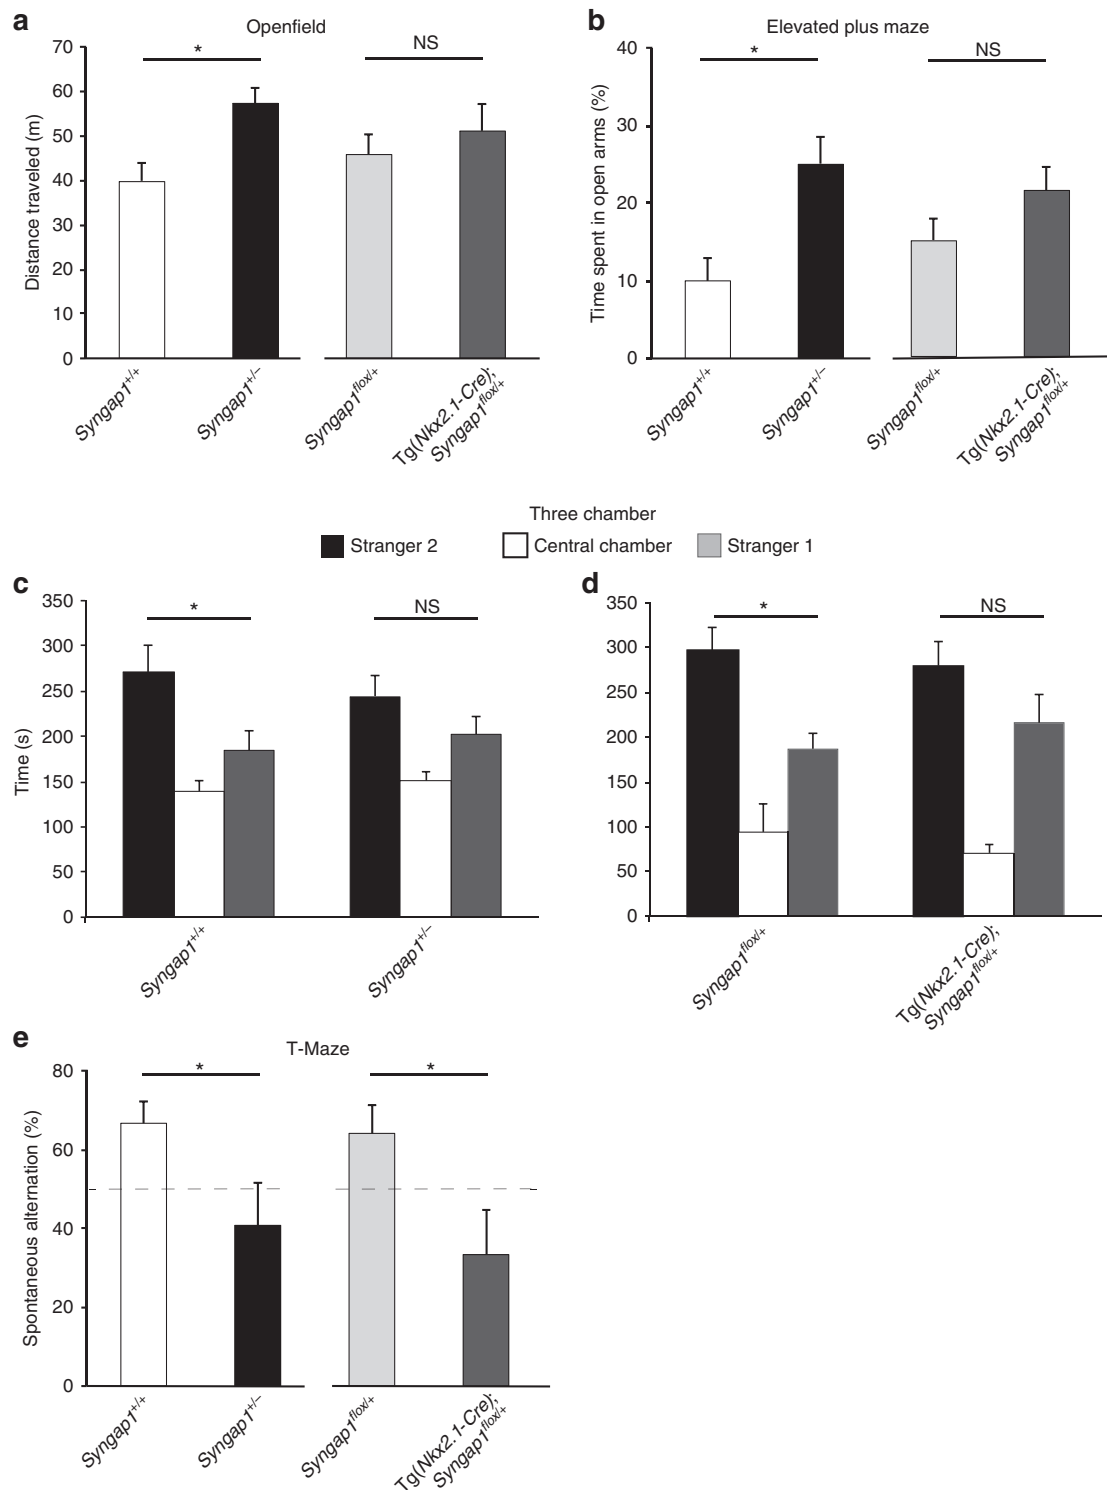 a
Openfield
Distance traveled (m)
70
60
50
40
30
20
10
0
*
NS
Syngap1+/+
Syngap1+/–
Syngap1flox/+
Tg(Nkx2.1-Cre);
Syngap1flox/+
b
Elevated plus maze
Time spent in open arms (%)
40
30
20
10
0
*
NS
Syngap1+/+
Syngap1+/–
Syngap1flox/+
Tg(Nkx2.1-Cre);
Syngap1flox/+
Three chamber
Stranger 2 Central chamber Stranger 1
c
Time (s)
350
300
250
200
150
100
50
0
*
NS
Syngap1+/+
Syngap1+/–
d
350
300
250
200
150
100
50
0
*
NS
Syngap1flox/+
Tg(Nkx2.1-Cre);
Syngap1flox/+
e
T-Maze
Spontaneous alternation (%)
80
60
40
20
0
*
*
Syngap1+/+
Syngap1+/–
Syngap1flox/+
Tg(Nkx2.1-Cre);
Syngap1flox/+